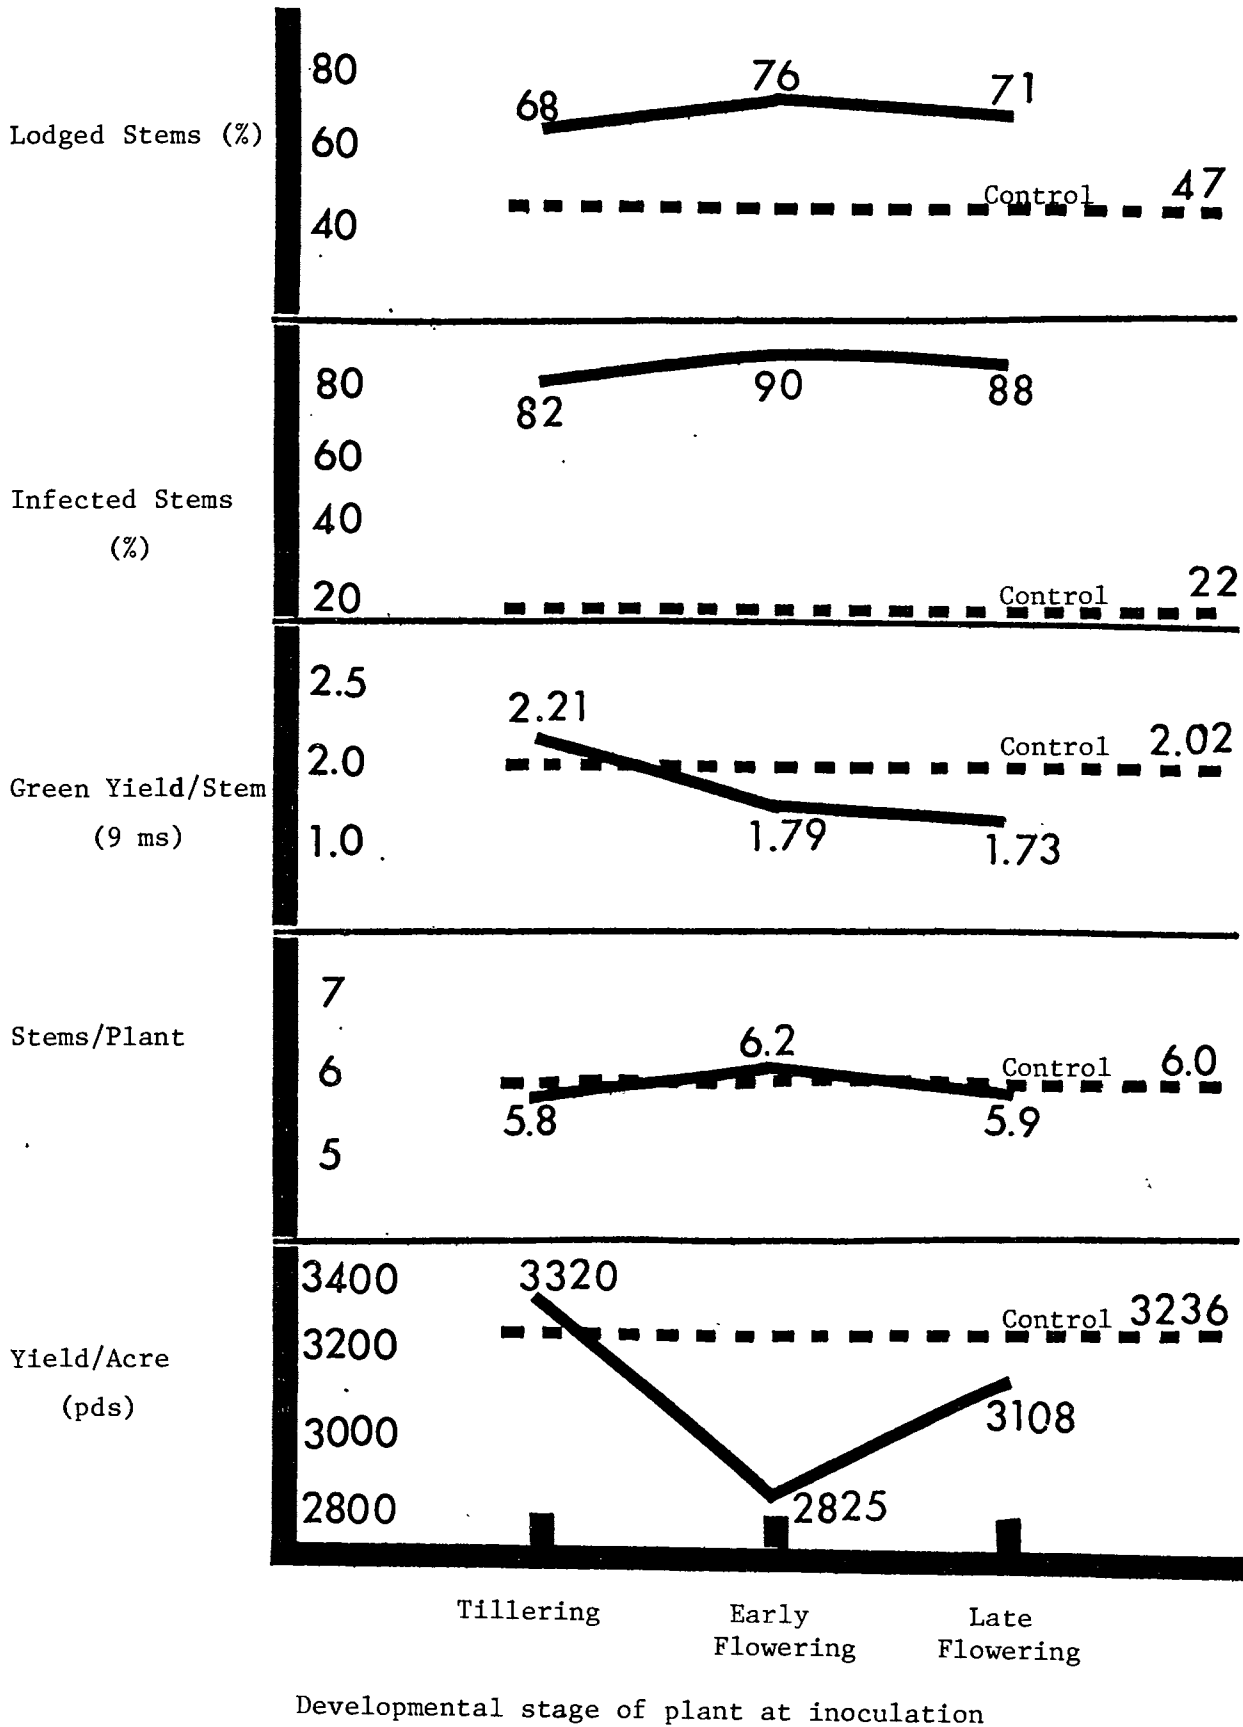 80
76
68
71
Lodged Stems (%)
60
Control 47
40
80
82
90
88
60
Infected Stems
(%)
40
20
Control 22
2.5
2.21
2.0
Control 2.02
Green Yield/Stem
(9 ms)
1.0
1.79
1.73
7
Stems/Plant
6.2
6
Control 6.0
5.8
5.9
5
3400
3320
Control 3236
3200
Yield/Acre
(pds)
3108
3000
2800
2825
Tillering
Early
Flowering
Late
Flowering
Developmental stage of plant at inoculation